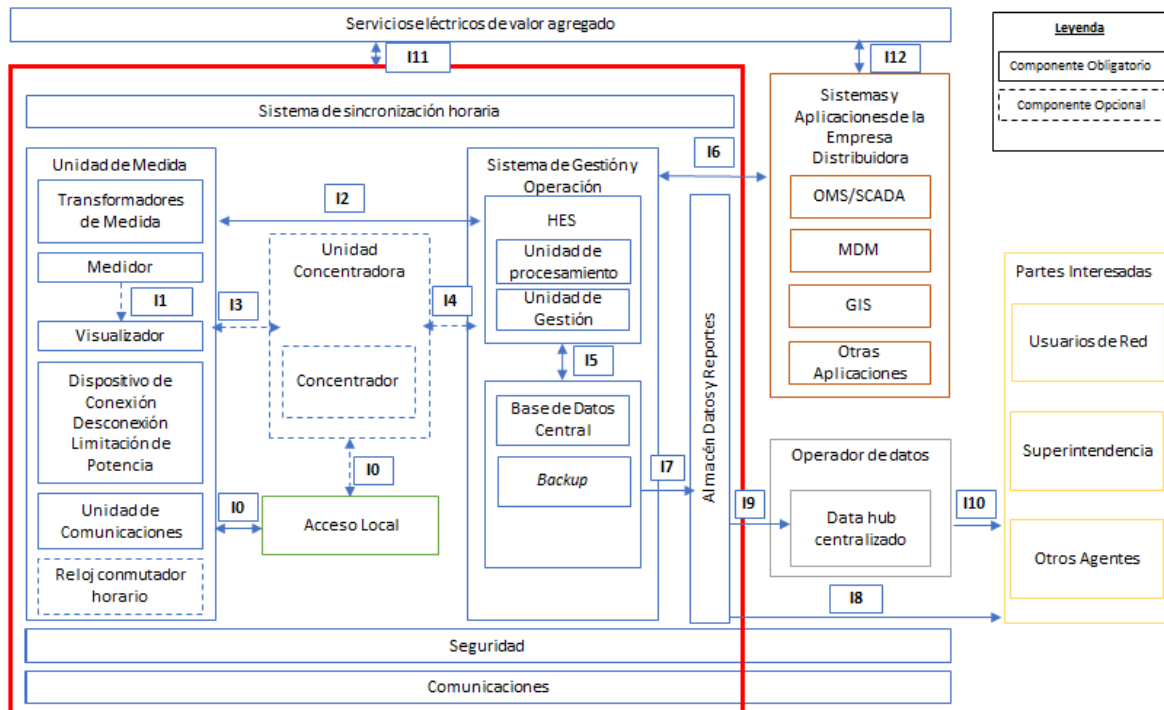 Servicios eléctricos de valor agregado
Leyenda
Componente Obligatorio
Componente Opcional
I11
I12
Sistema de sincronización horaria
Unidad de Medida
Transformadores
de Medida
Medidor
I1
Visualizador
Dispositivo de
Conexión
Desconexión
Limitación de
Potencia
Unidad de
Comunicaciones
Reloj conmutador
horario
I2
I3
Unidad
Concentradora
Concentrador
I4
I0
I0
Acceso Local
Sistema de Gestión y
Operación
HES
Unidad de
procesamiento
Unidad de
Gestión
I5
Base de Datos
Central
Backup
I6
I7
Almacén Datos y Reportes
Sistemas y
Aplicaciones de la
Empresa
Distribuidora
OMS/SCADA
MDM
GIS
Otras
Aplicaciones
Operador de datos
I9
Data hub
centralizado
I10
I8
Partes Interesadas
Usuarios de Red
Superintendencia
Otros Agentes
Seguridad
Comunicaciones